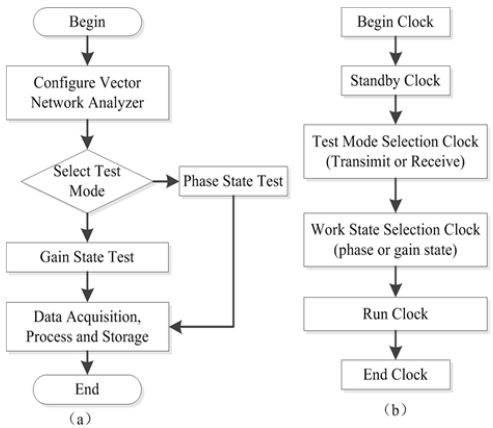 Begin
Configure Vector
Network Analyzer
Select Test
Mode
Phase State Test
Gain State Test
Data Acquisition,
Process and Storage
End
(a)
Begin Clock
Standby Clock
Test Mode Selection Clock
(Transimit or Receive)
Work State Selection Clock
(phase or gain state)
Run Clock
End Clock
(b)